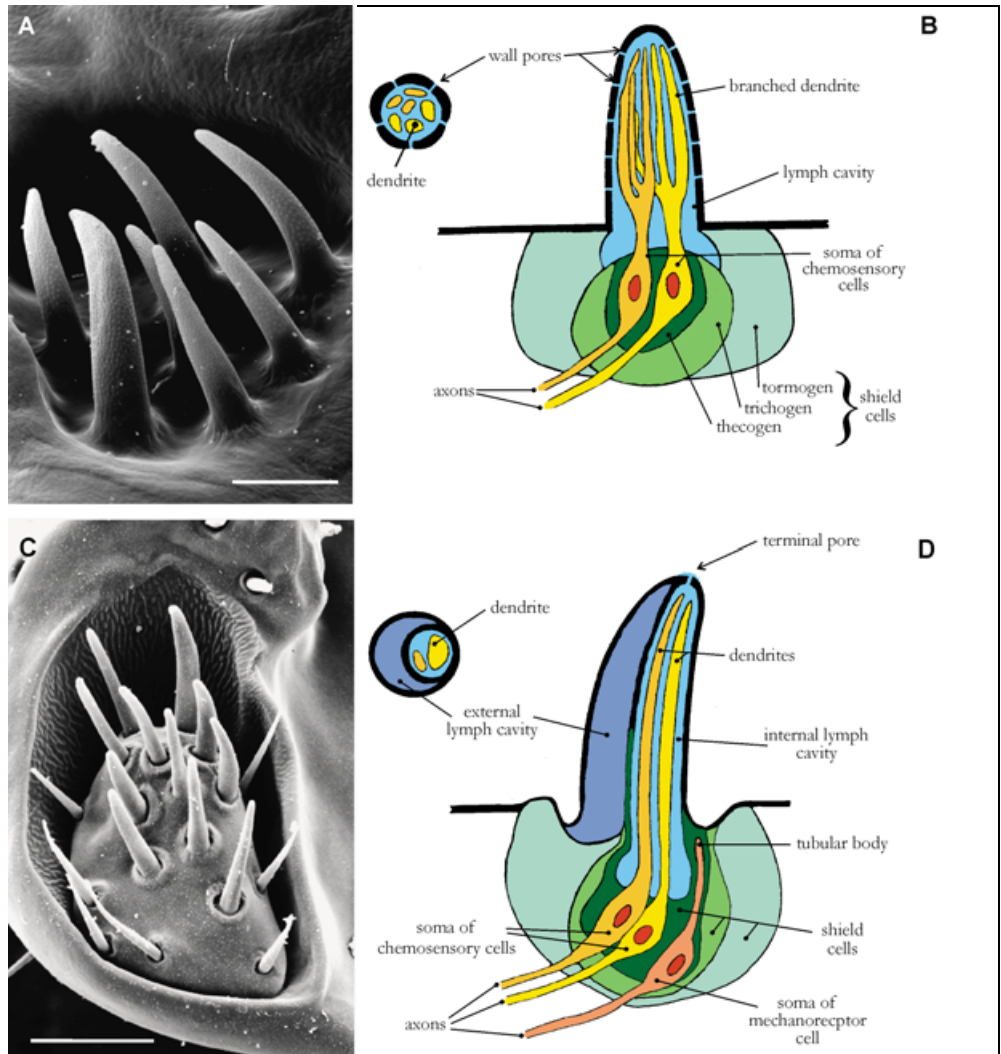 A
B
wall pores
branched dendrite
dendrite
lymph cavity
soma of
chemosensory
cells
axons
tormogen
trichogen
thecogen
shield
cells
C
D
terminal pore
dendrite
dendrites
external
lymph cavity
internal lymph
cavity
tubular body
soma of
chemosensory cells
shield
cells
axons
soma of
mechanorecptor
cell